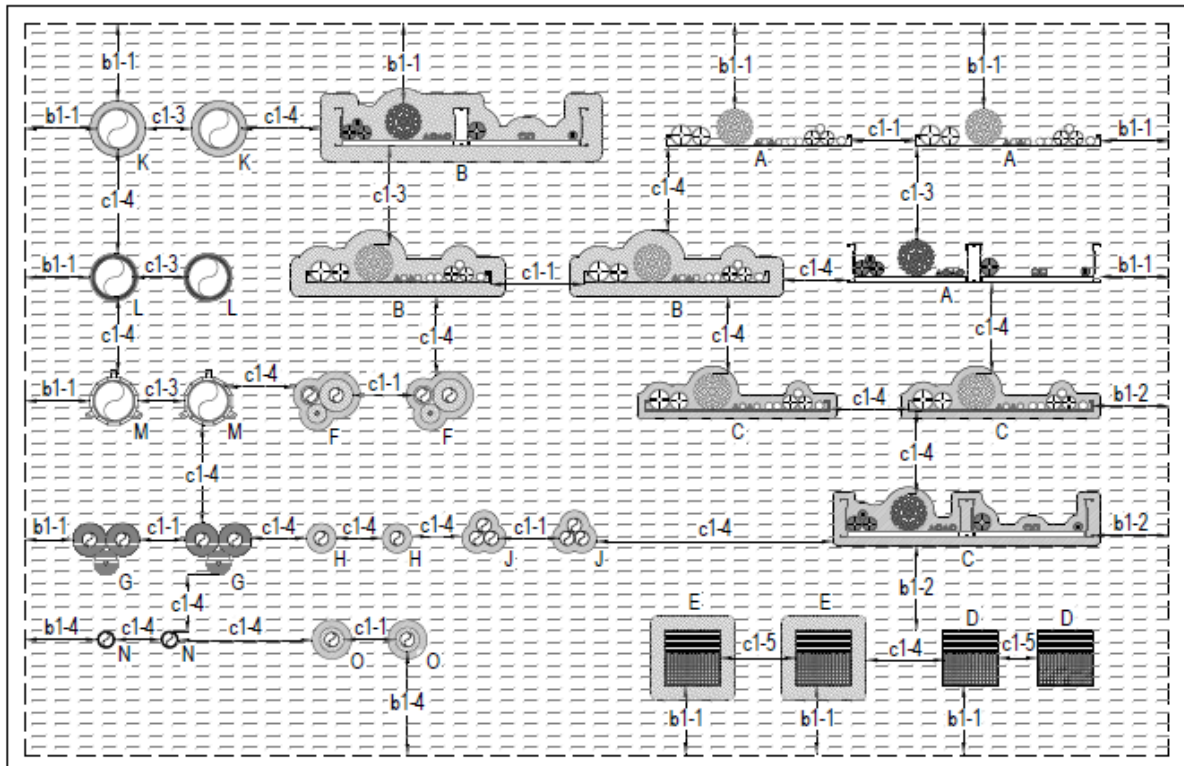 b1-1 b1-1 b1-1 b1-1
b1-1 c1-3 c1-4 c1-1 b1-1
K K B A A
c1-4 c1-3 c1-4 c1-3
b1-1 c1-3 c1-1 c1-4 b1-1
L L B B A
c1-4 c1-4 c1-4 c1-4
b1-1 c1-3 c1-4 c1-1 c1-4 b1-2
M M F F C C
c1-4 c1-4
b1-1 c1-1 c1-4 c1-4 c1-4 c1-1 c1-4 b1-2
G G H H J J C
c1-4 b1-2
E E D D
b1-4 c1-4 c1-4 c1-1 c1-5 c1-4 c1-5
N N O O
b1-4 b1-1 b1-1 b1-1